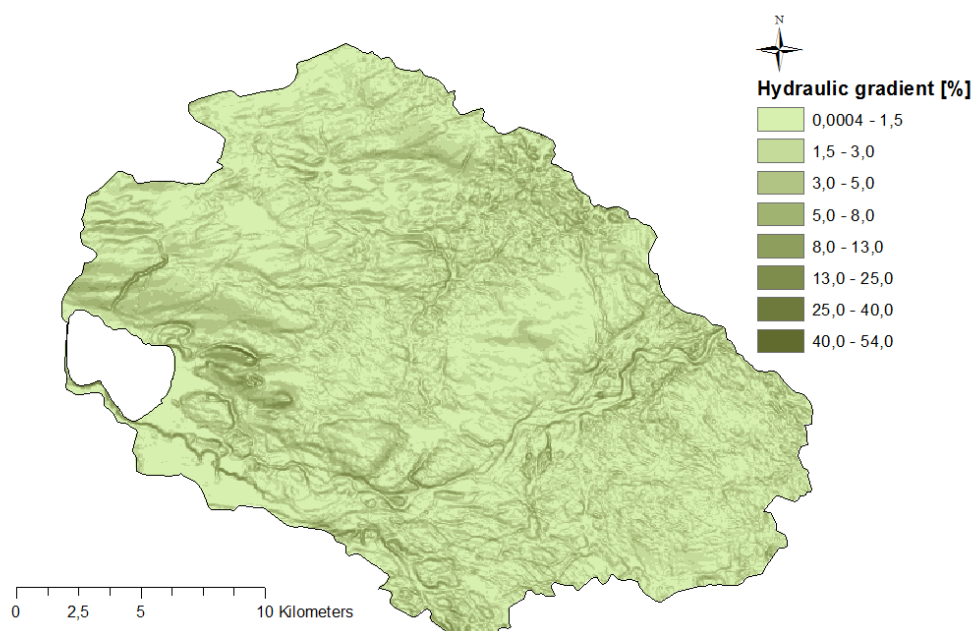 N
Hydraulic gradient [%]
0,0004 - 1,5
1,5 - 3,0
3,0 - 5,0
5,0 - 8,0
8,0 - 13,0
13,0 - 25,0
25,0 - 40,0
40,0 - 54,0
0 2,5 5 10 Kilometers